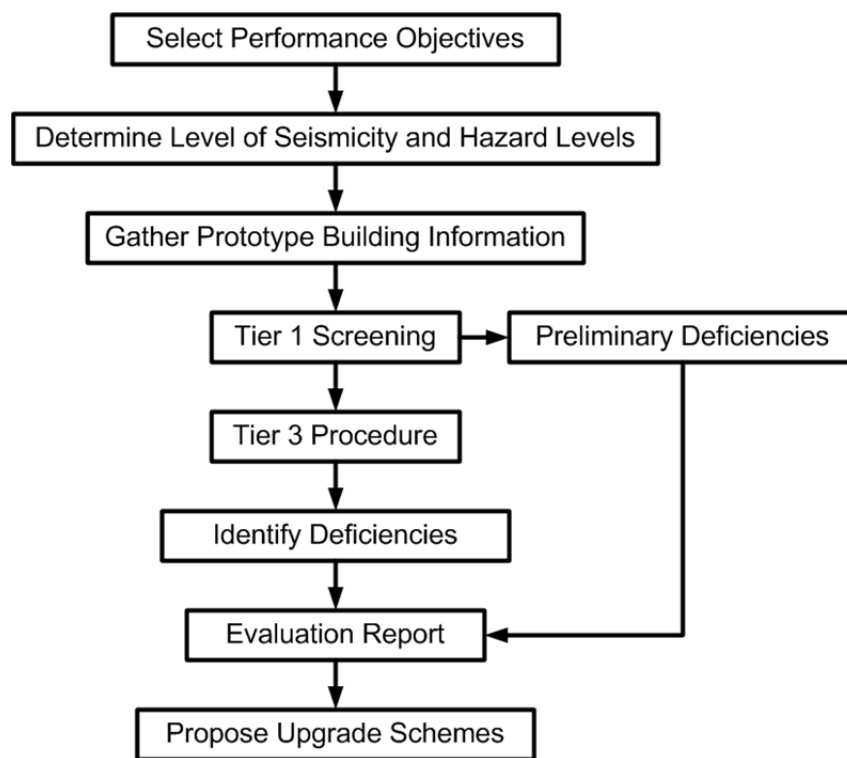 Select Performance Objectives
Determine Level of Seismicity and Hazard Levels
Gather Prototype Building Information
Tier 1 Screening
Preliminary Deficiencies
Tier 3 Procedure
Identify Deficiencies
Evaluation Report
Propose Upgrade Schemes